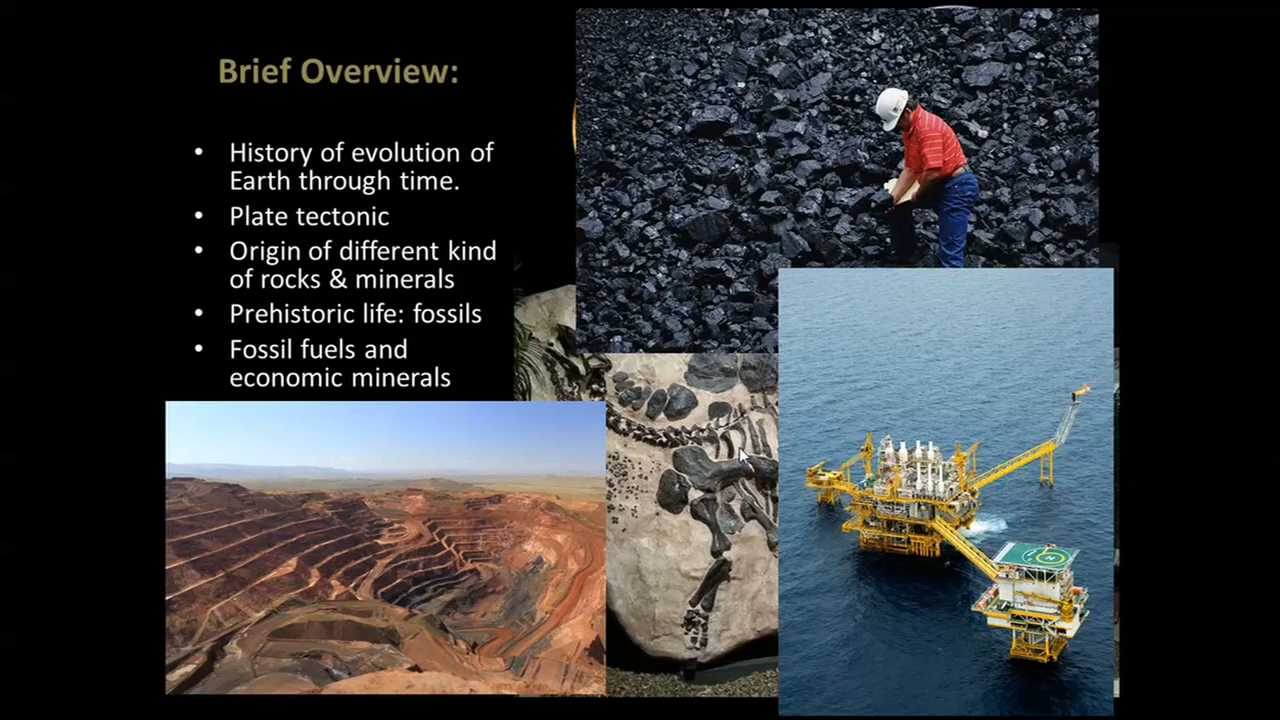 Brief Overview:
• History of evolution of
Earth through time.
• Plate tectonic
• Origin of different kind
of rocks & minerals
• Prehistoric life: fossils
• Fossil fuels and
economic minerals
H